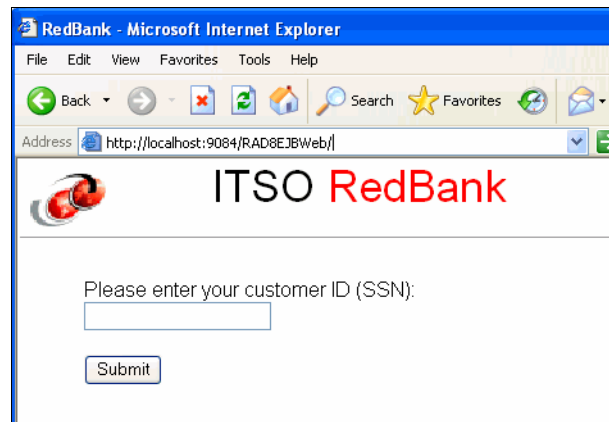 RedBank - Microsoft Internet Explorer
File Edit View Favorites Tools Help
Back Search Favorites
Address http://localhost:9084/RAD8EJBWeb/
ITSO RedBank
Please enter your customer ID (SSN):
Submit